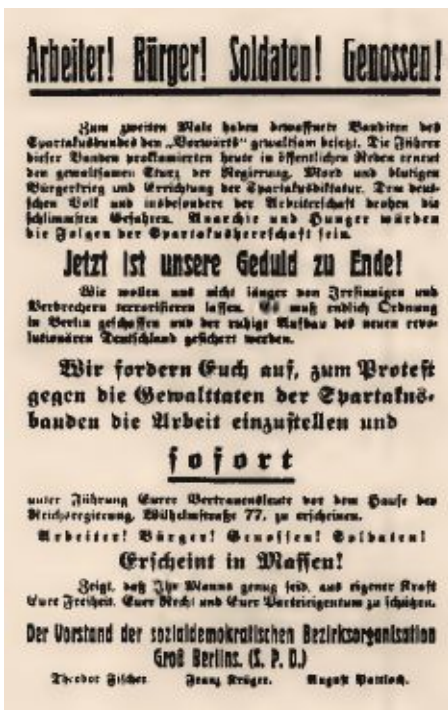 Arbeiter! Bürger! Soldaten! Genossen!
Zum zweiten Male haben bewaffnete Banditen des
Spartakusbundes den „Vorwärts“ gewaltsam besetzt. Die Führer
dieser Banden proklamierten heute in öffentlichen Reden erneut
den gewaltsamen Sturz der Regierung, Mord und blutigen
Bürgerkrieg und Errichtung der Spartakusdiktatur. Dem deut-
schen Volk und insbesondere der Arbeiterschaft drohen die
schlimmsten Gefahren. Anarchie und Hunger würden
die Folgen der Spartakusherrschaft sein.
Jetzt ist unsere Geduld zu Ende!
Wir wollen uns nicht länger von Irrsinnigen und
Verbrechern terrorisieren lassen. Es muß endlich Ordnung
in Berlin geschaffen und der ruhige Aufbau des neuen revo-
lutionären Deutschland gesichert werden.
Wir fordern Euch auf, zum Protest
gegen die Gewalttaten der Spartakus-
banden die Arbeit einzustellen und
sofort
unter Führung Eurer Vertrauensleute vor dem Hause der
Reichsregierung, Wilhelmstraße 77, zu erscheinen.
Arbeiter! Bürger! Genossen! Soldaten!
Erscheint in Massen!
Zeigt, daß Ihr Manns genug seid, aus eigener Kraft
Eure Freiheit, Euer Recht und Euer Parteieigentum zu schützen.
Der Vorstand der sozialdemokratischen Bezirksorganisation
Groß Berlins. (S. P. D.)
Theodor Fischer. Franz Krüger. August Pattloch.